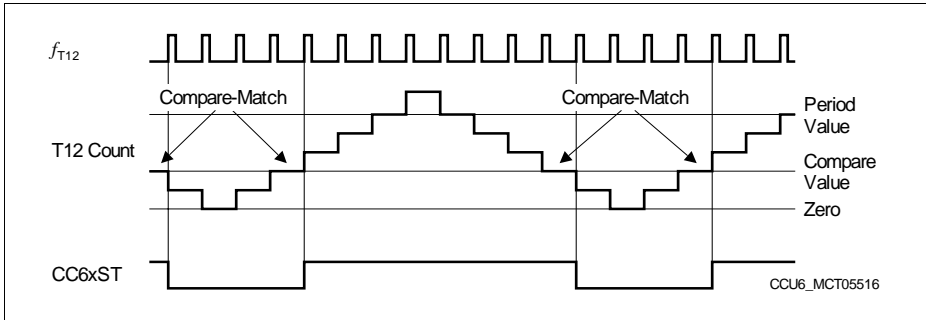 fT12
Compare-Match
Compare-Match
Period
Value
T12 Count
Compare
Value
Zero
CC6xST
CCU6_MCT05516